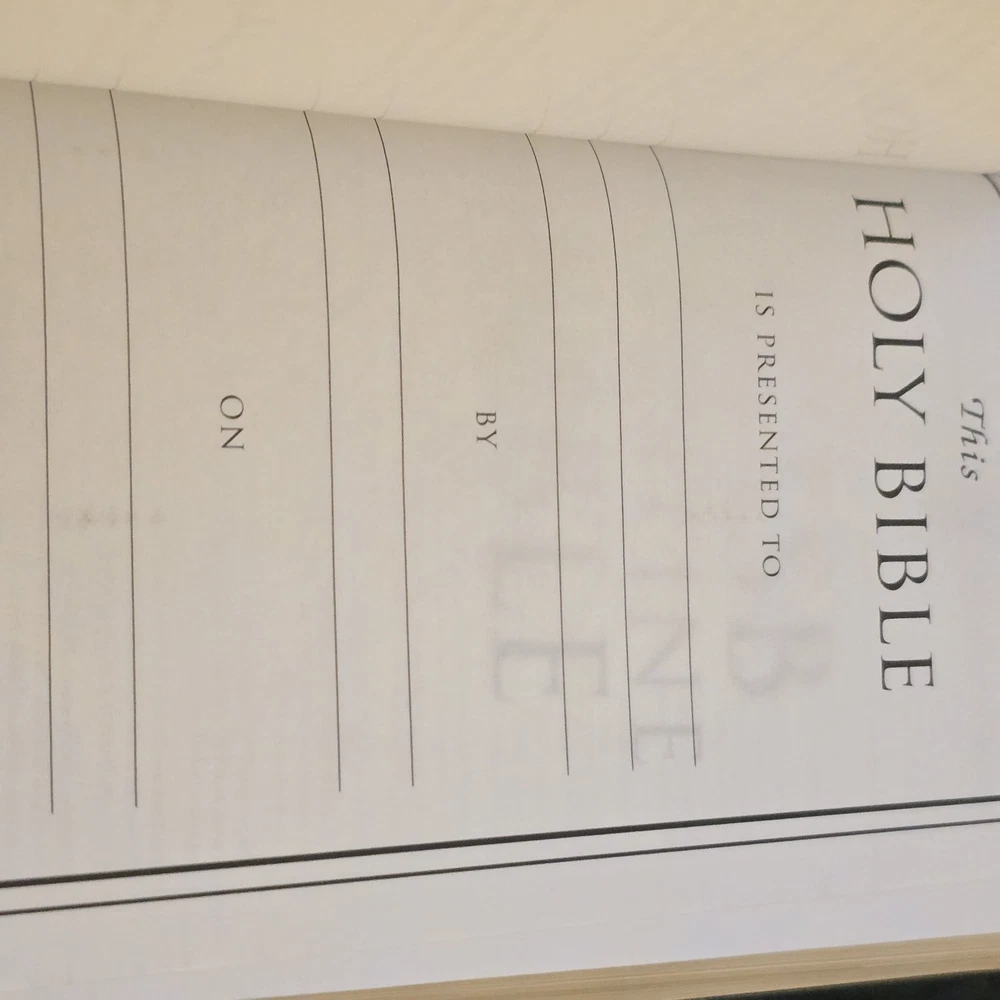 This
HOLY BIBLE
IS PRESENTED TO
BY
ON